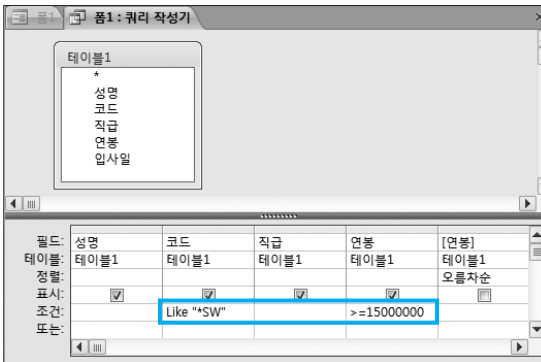 폼1 폼1 : 쿼리 작성기 ×
테이블1
*
성명
코드
직급
연봉
입사일
필드: 성명 코드 직급 연봉 [연봉]
테이블: 테이블1 테이블1 테이블1 테이블1 테이블1
정렬: 오름차순
표시:
조건: Like "*SW" >=15000000
또는: